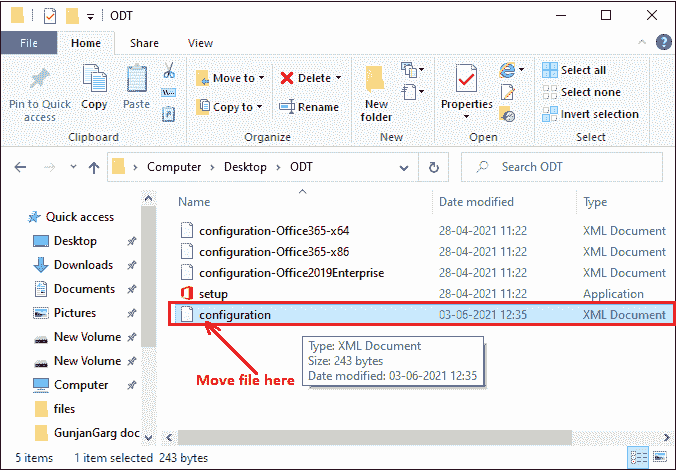 ODT
File
Home
Share
View
Pin to Quick
access
Copy
Paste
Clipboard
Move to
Copy to
Delete
Rename
Organize
New
folder
New
Properties
Open
Select all
Select none
Invert selection
Select
Computer
Desktop
ODT
Search ODT
Quick access
Desktop
Downloads
Documents
Pictures
New Volume
New Volume
Computer
files
GunjanGarg doc
Name Date modified Type
configuration-Office365-x64 28-04-2021 11:22 XML Document
configuration-Office365-x86 28-04-2021 11:22 XML Document
configuration-Office2019Enterprise 28-04-2021 11:22 XML Document
setup 28-04-2021 11:22 Application
configuration 03-06-2021 12:35 XML Document
Type: XML Document
Size: 243 bytes
Date modified: 03-06-2021 12:35
Move file here
5 items 1 item selected 243 bytes